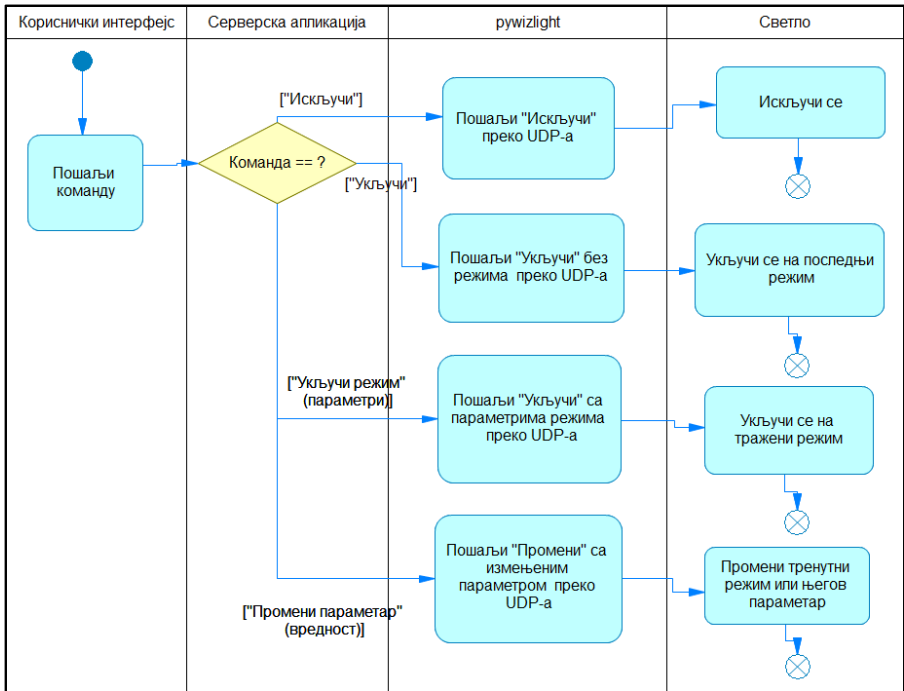 Кориснички интерфејс
Серверска апликација
pywizlight
Светло
Пошаљи
команду
Команда == ?
["Искључи"]
Пошаљи "Искључи"
преко UDP-а
Искључи се
["Укључи"]
Пошаљи "Укључи" без
режима преко UDP-а
Укључи се на последњи
режим
["Укључи режим"
(параметри)]
Пошаљи "Укључи" са
параметрима режима
преко UDP-а
Укључи се на
тражени режим
["Промени параметар"
(вредност)]
Пошаљи "Промени" са
измењеним
параметром преко
UDP-а
Промени тренутни
режим или његов
параметар